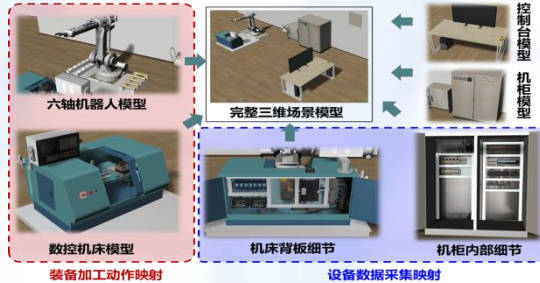 六轴机器人模型
完整三维场景模型
控制台模型
机柜模型
数控机床模型
机床背板细节
机柜内部细节
装备加工动作映射
设备数据采集映射